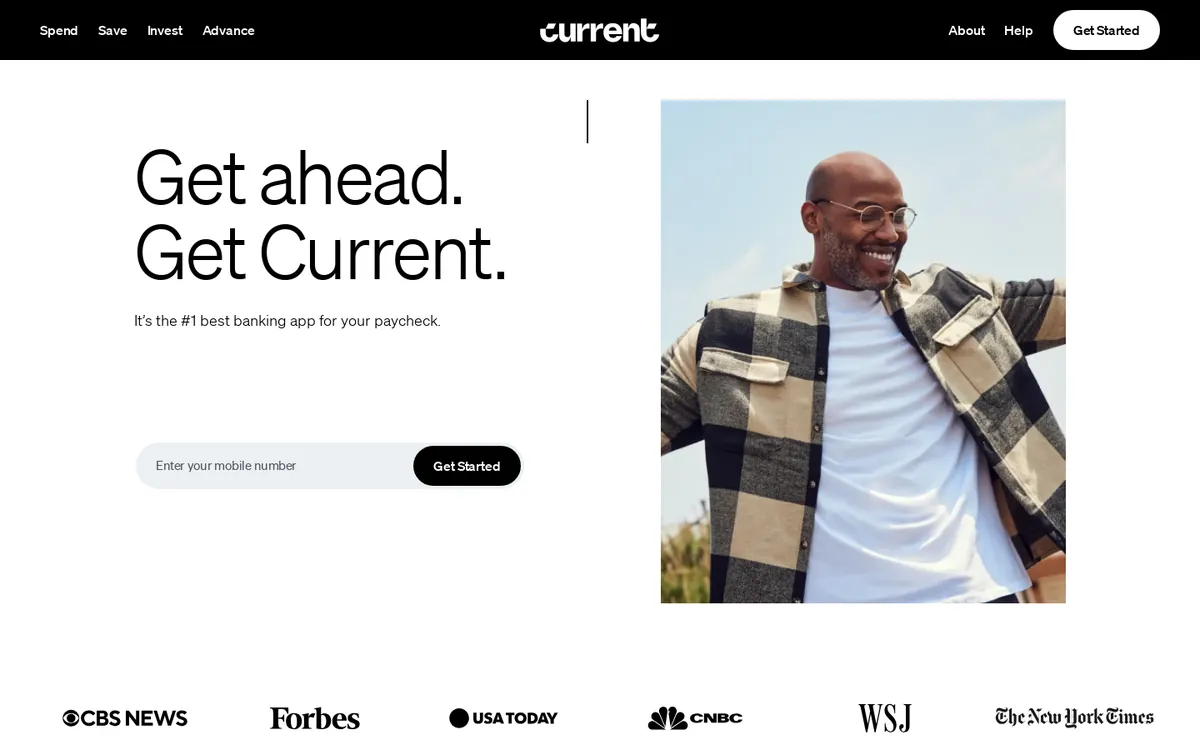 Spend
Save
Invest
Advance
current
About
Help
Get Started
Get ahead.
Get Current.
It's the #1 best banking app for your paycheck.
Enter your mobile number
Get Started
CBS NEWS
Forbes
USA TODAY
CNBC
WSJ
The New York Times